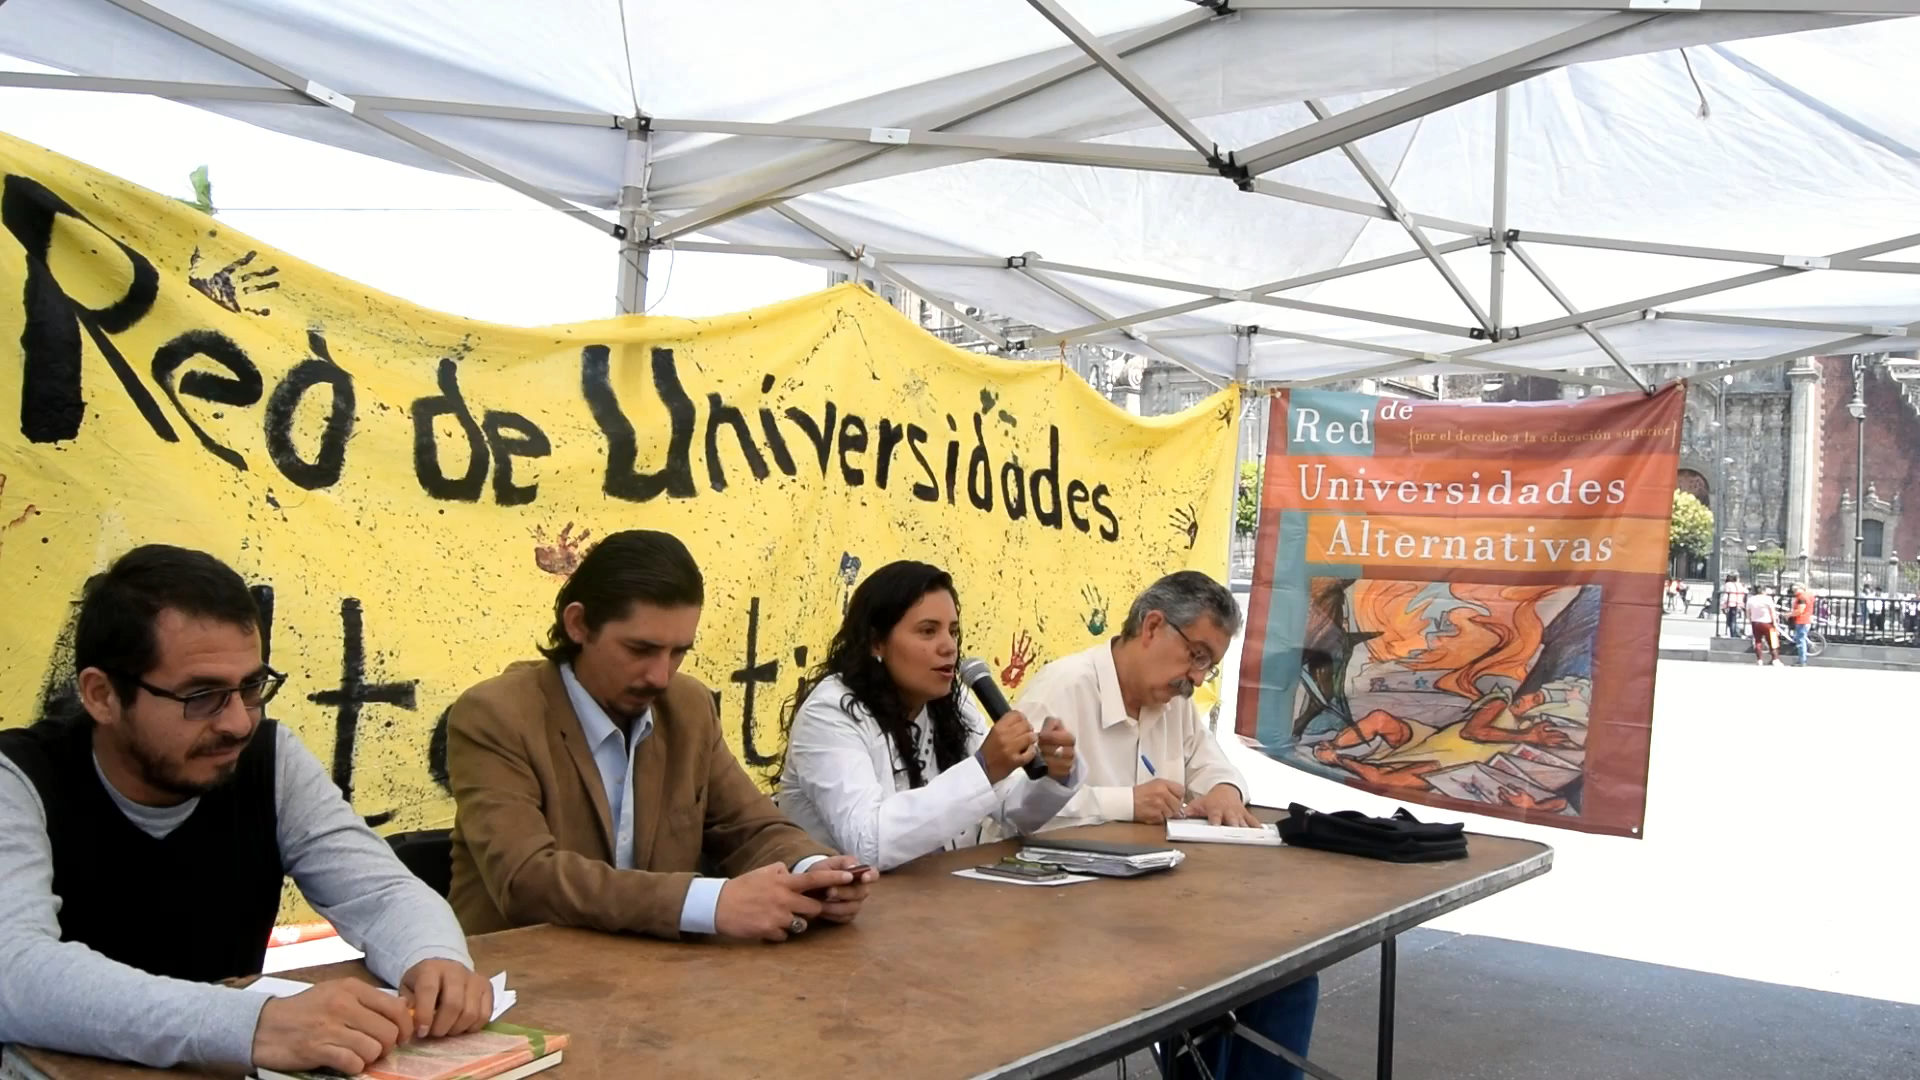 Red de Universidades
Red de
{por el derecho a la educación superior}
Universidades
Alternativas